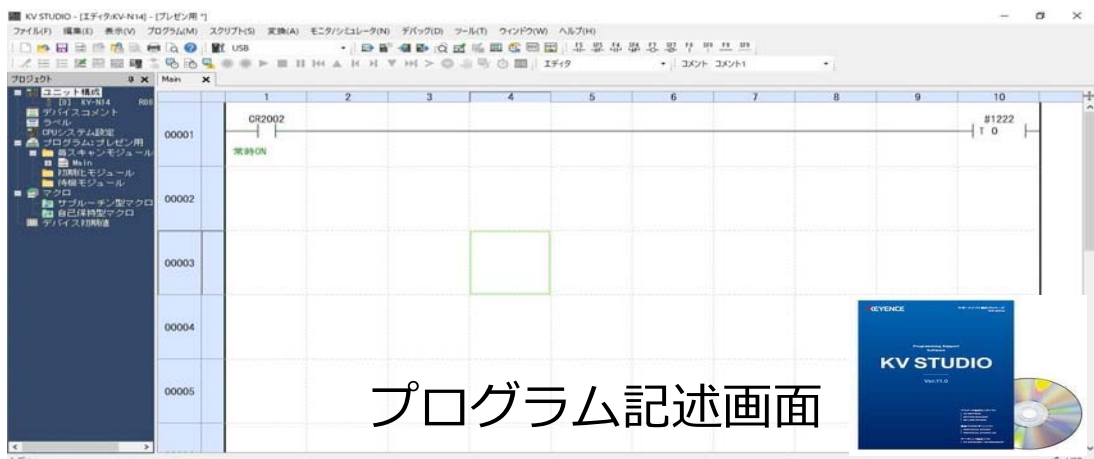 KV STUDIO - [エディタ:KV-N14] - [プレゼン用 *]
ファイル(F) 編集(E) 表示(V) プログラム(M) スクリプト(S) 変換(A) モニタ/シミュレータ(N) デバッグ(D) ツール(T) ウィンドウ(W) ヘルプ(H)
USB
エディタ コメント コメント1
プロジェクト Main
ユニット構成
[0] KV-N14 R00
デバイスコメント
ラベル
CPUシステム設定
プログラム:プレゼン用
毎スキャンモジュール
Main
初期化モジュール
待機モジュール
マクロ
サブルーチン型マクロ
自己保持型マクロ
デバイス初期値
1 2 3 4 5 6 7 8 9 10
00001
CR2002
常時ON
#1222
T 0
00002
00003
00004
00005
プログラム記述画面
KEYENCE
Programming Support Software
KV STUDIO
Ver.11.0